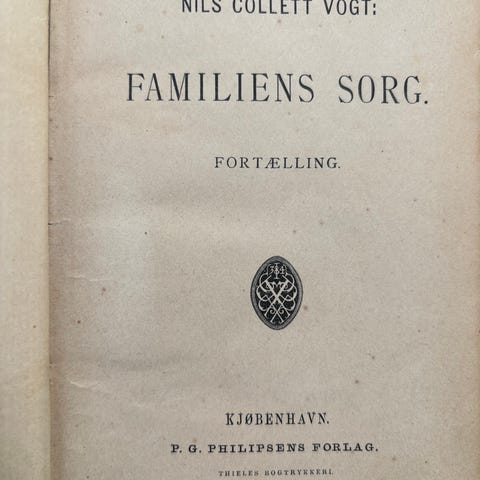 NILS COLLETT VOGT:
FAMILIENS SORG.
FORTÆLLING.
KJØBENHAVN.
P. G. PHILIPSENS FORLAG.
THIELES BOGTRYKKERI.